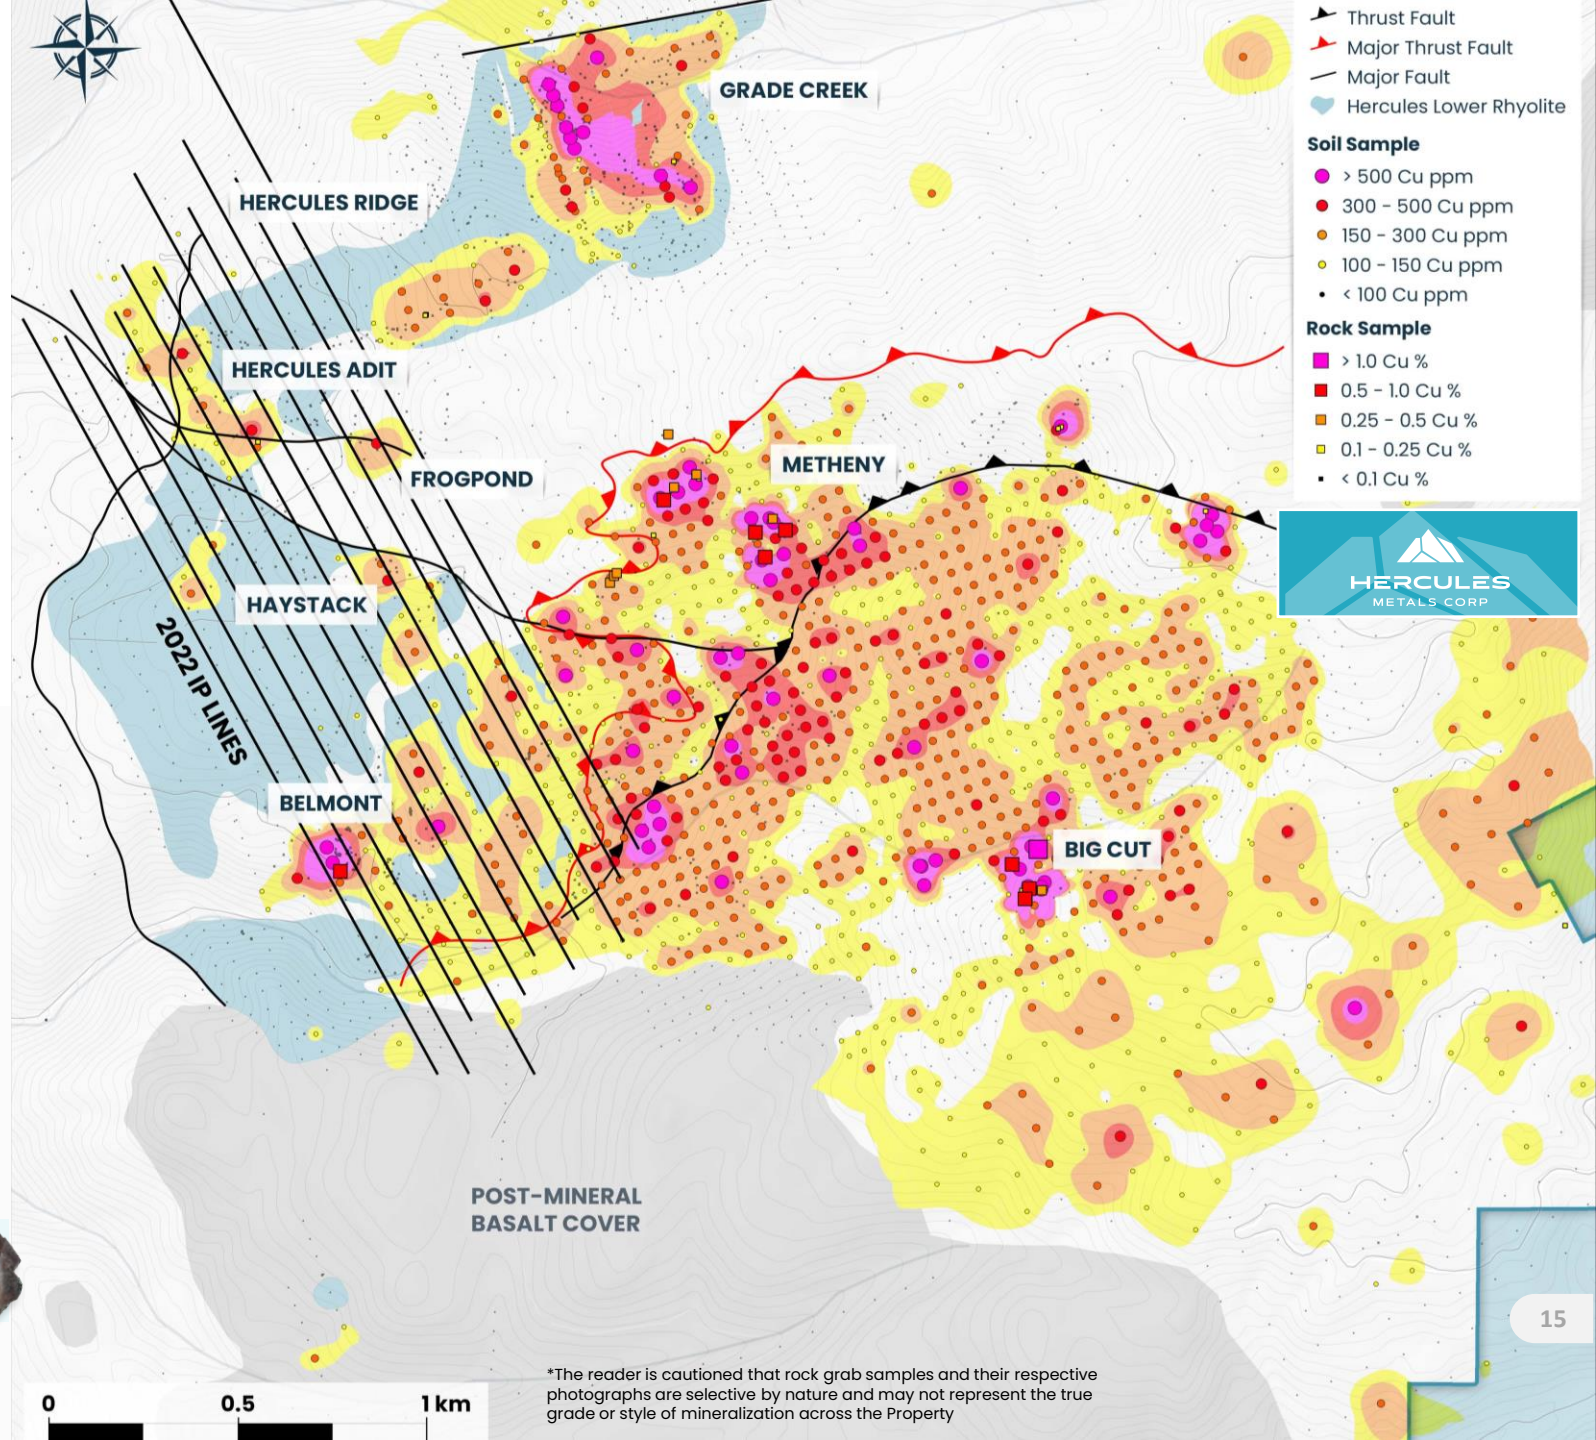 Thrust Fault
Major Thrust Fault
Major Fault
Hercules Lower Rhyolite
Soil Sample
> 500 Cu ppm
300 - 500 Cu ppm
150 - 300 Cu ppm
100 - 150 Cu ppm
< 100 Cu ppm
Rock Sample
> 1.0 Cu %
0.5 - 1.0 Cu %
0.25 - 0.5 Cu %
0.1 - 0.25 Cu %
< 0.1 Cu %
HERCULES
METALS CORP
GRADE CREEK
HERCULES RIDGE
HERCULES ADIT
FROGPOND
METHENY
HAYSTACK
2022 IP LINES
BELMONT
BIG CUT
POST-MINERAL
BASALT COVER
15
0 0.5 1 km
*The reader is cautioned that rock grab samples and their respective
photographs are selective by nature and may not represent the true
grade or style of mineralization across the Property